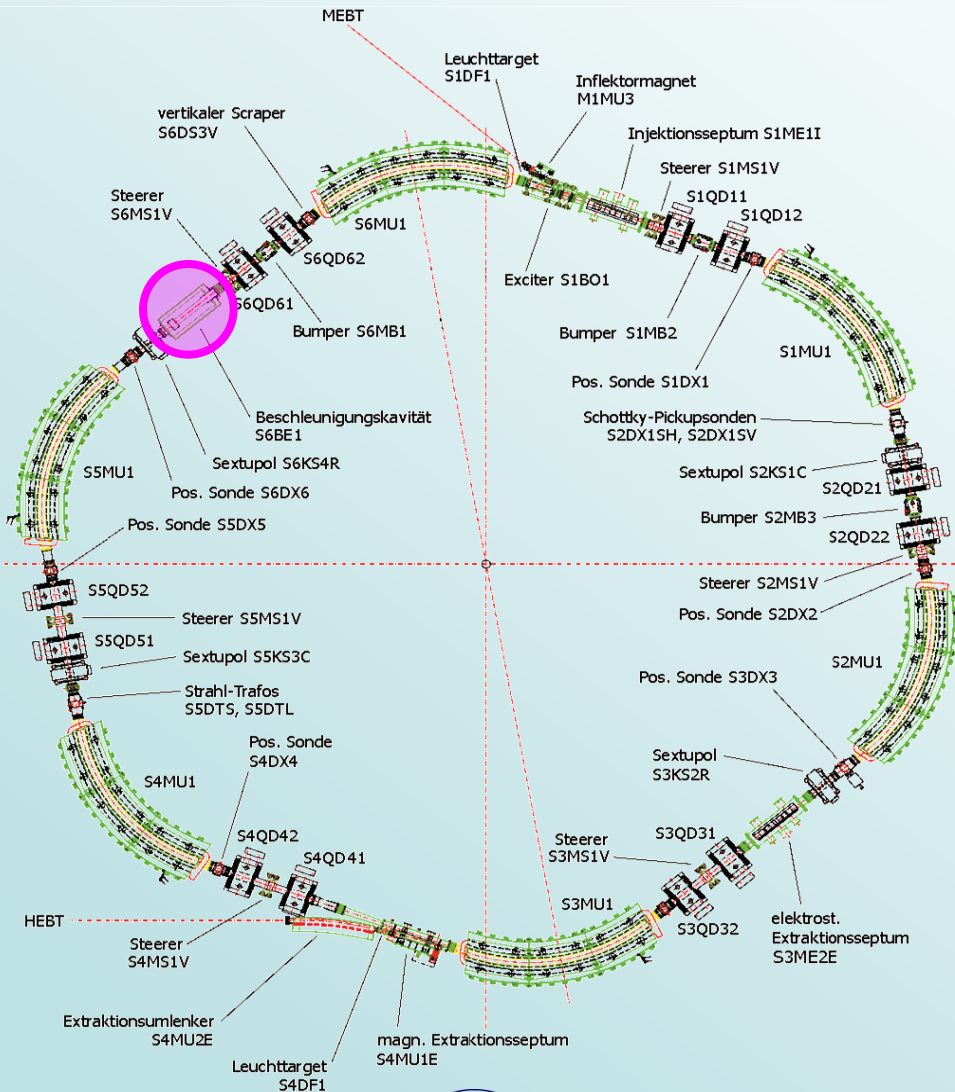 MEBT
Leuchttarget
S1DF1
Inflektormagnet
M1MU3
vertikaler Scraper
S6DS3V
Injektionsseptum S1ME1I
Steerer S1MS1V
Steerer
S6MS1V
S1QD11
S1QD12
S6MU1
S6QD62
S6QD61
Exciter S1BO1
Bumper S6MB1
Bumper S1MB2
S1MU1
Pos. Sonde S1DX1
Beschleunigungskavität
S6BE1
Schottky-Pickupsonden
S2DX1SH, S2DX1SV
Sextupol S6KS4R
S5MU1
Sextupol S2KS1C
Pos. Sonde S6DX6
S2QD21
Pos. Sonde S5DX5
Bumper S2MB3
S2QD22
S5QD52
Steerer S2MS1V
Steerer S5MS1V
Pos. Sonde S2DX2
S5QD51
Sextupol S5KS3C
S2MU1
Strahl-Trafos
S5DTS, S5DTL
Pos. Sonde S3DX3
Pos. Sonde
S4DX4
S4MU1
Sextupol
S3KS2R
Steerer
S3MS1V
S3QD31
S4QD42
S4QD41
S3MU1
HEBT
S3QD32
elektrost.
Extraktionsseptum
S3ME2E
Steerer
S4MS1V
Extraktionsumlenker
S4MU2E
magn. Extraktionsseptum
S4MU1E
Leuchttarget
S4DF1